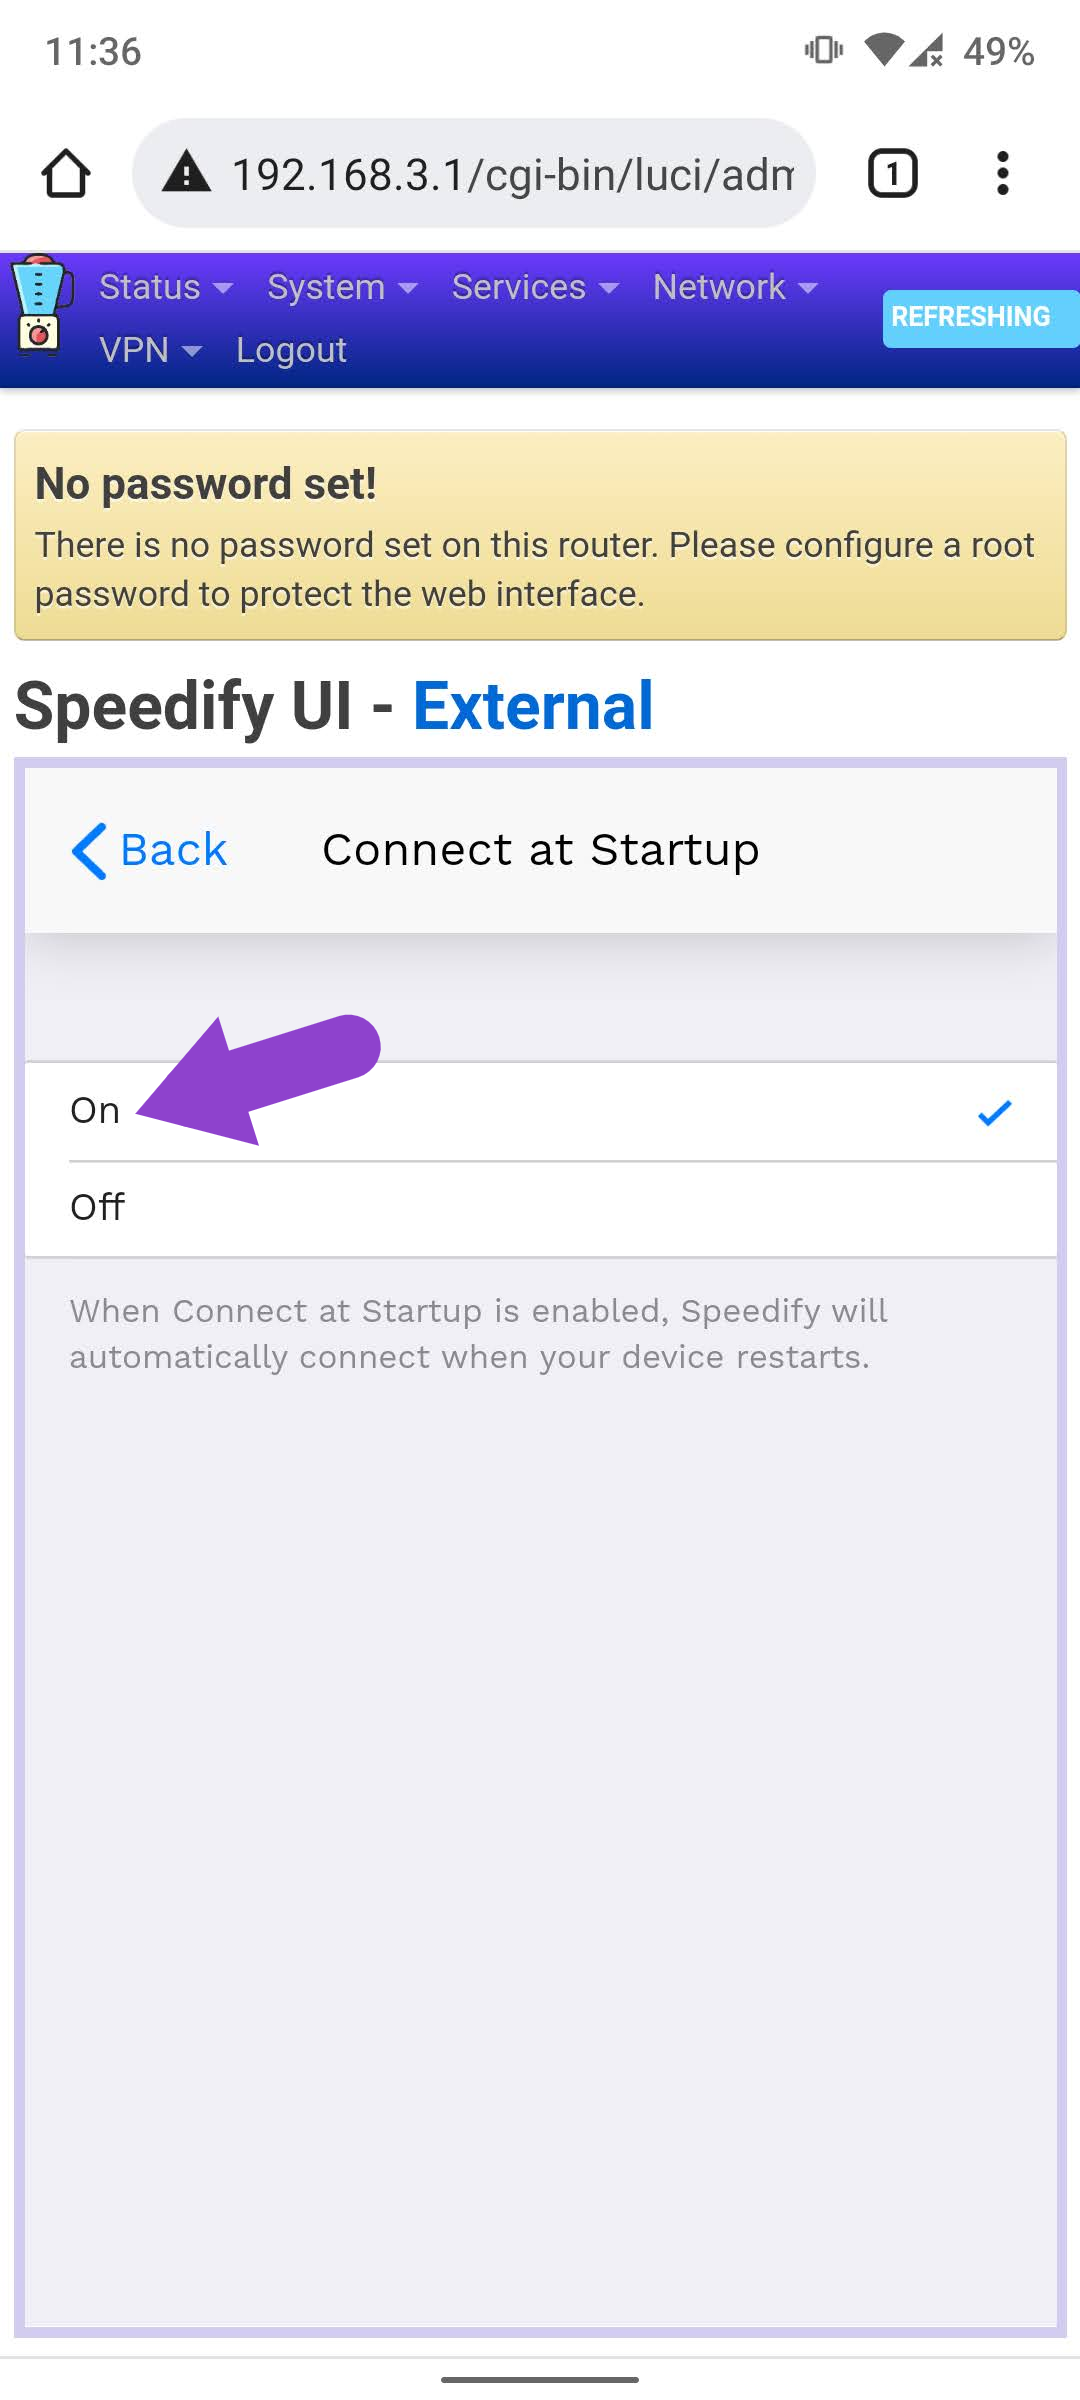 11:36
49%
192.168.3.1/cgi-bin/luci/adm
1
Status
System
Services
Network
REFRESHING
VPN
Logout
No password set!
There is no password set on this router. Please configure a root
password to protect the web interface.
Speedify UI - External
Back
Connect at Startup
On
Off
When Connect at Startup is enabled, Speedify will
automatically connect when your device restarts.